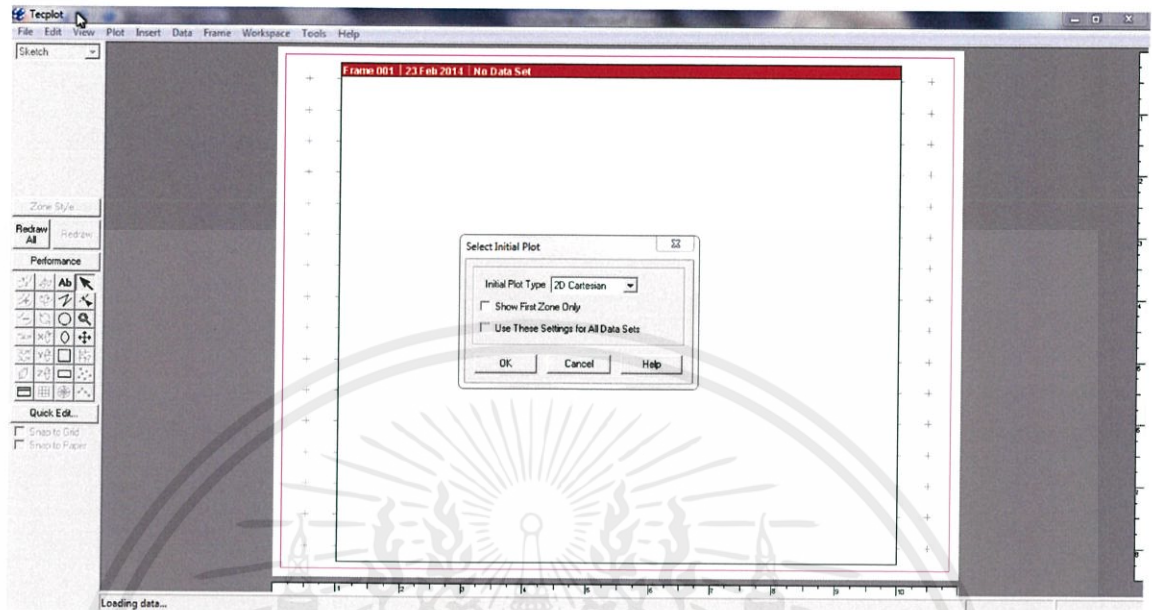 Tecplot
File Edit View Plot Insert Data Frame Workspace Tools Help
Sketch
Frame 001 | 23 Feb 2014 | No Data Set
Zone Style...
Redraw All Redraw
Performance
Ab
Quick Edit...
Snap to Grid
Snap to Paper
Select Initial Plot
Initial Plot Type 2D Cartesian
Show First Zone Only
Use These Settings for All Data Sets
OK Cancel Help
Loading data...